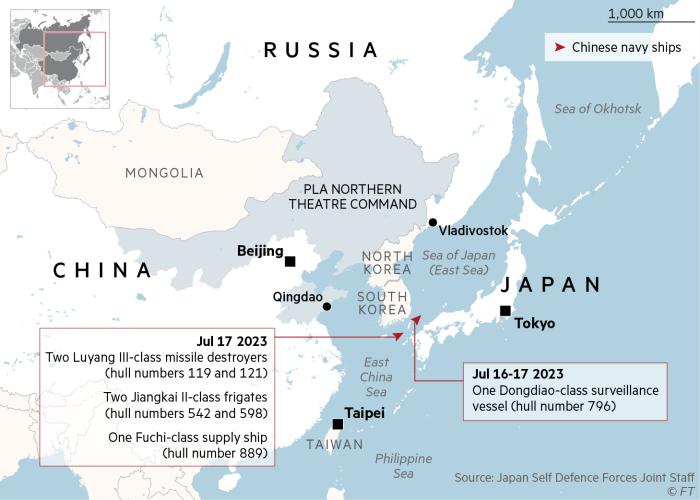 1,000 km
Chinese navy ships
RUSSIA
Sea of Okhotsk
MONGOLIA
PLA NORTHERN
THEATRE COMMAND
Vladivostok
Beijing
NORTH
KOREA
Sea of Japan
(East Sea)
CHINA
JAPAN
Qingdao
SOUTH
KOREA
Tokyo
Jul 17 2023
Two Luyang III-class missile destroyers
(hull numbers 119 and 121)
Two Jiangkai II-class frigates
(hull numbers 542 and 598)
One Fuchi-class supply ship
(hull number 889)
East
China
Sea
Jul 16-17 2023
One Dongdiao-class surveillance
vessel (hull number 796)
Taipei
TAIWAN
Philippine
Sea
Source: Japan Self Defence Forces Joint Staff
© FT